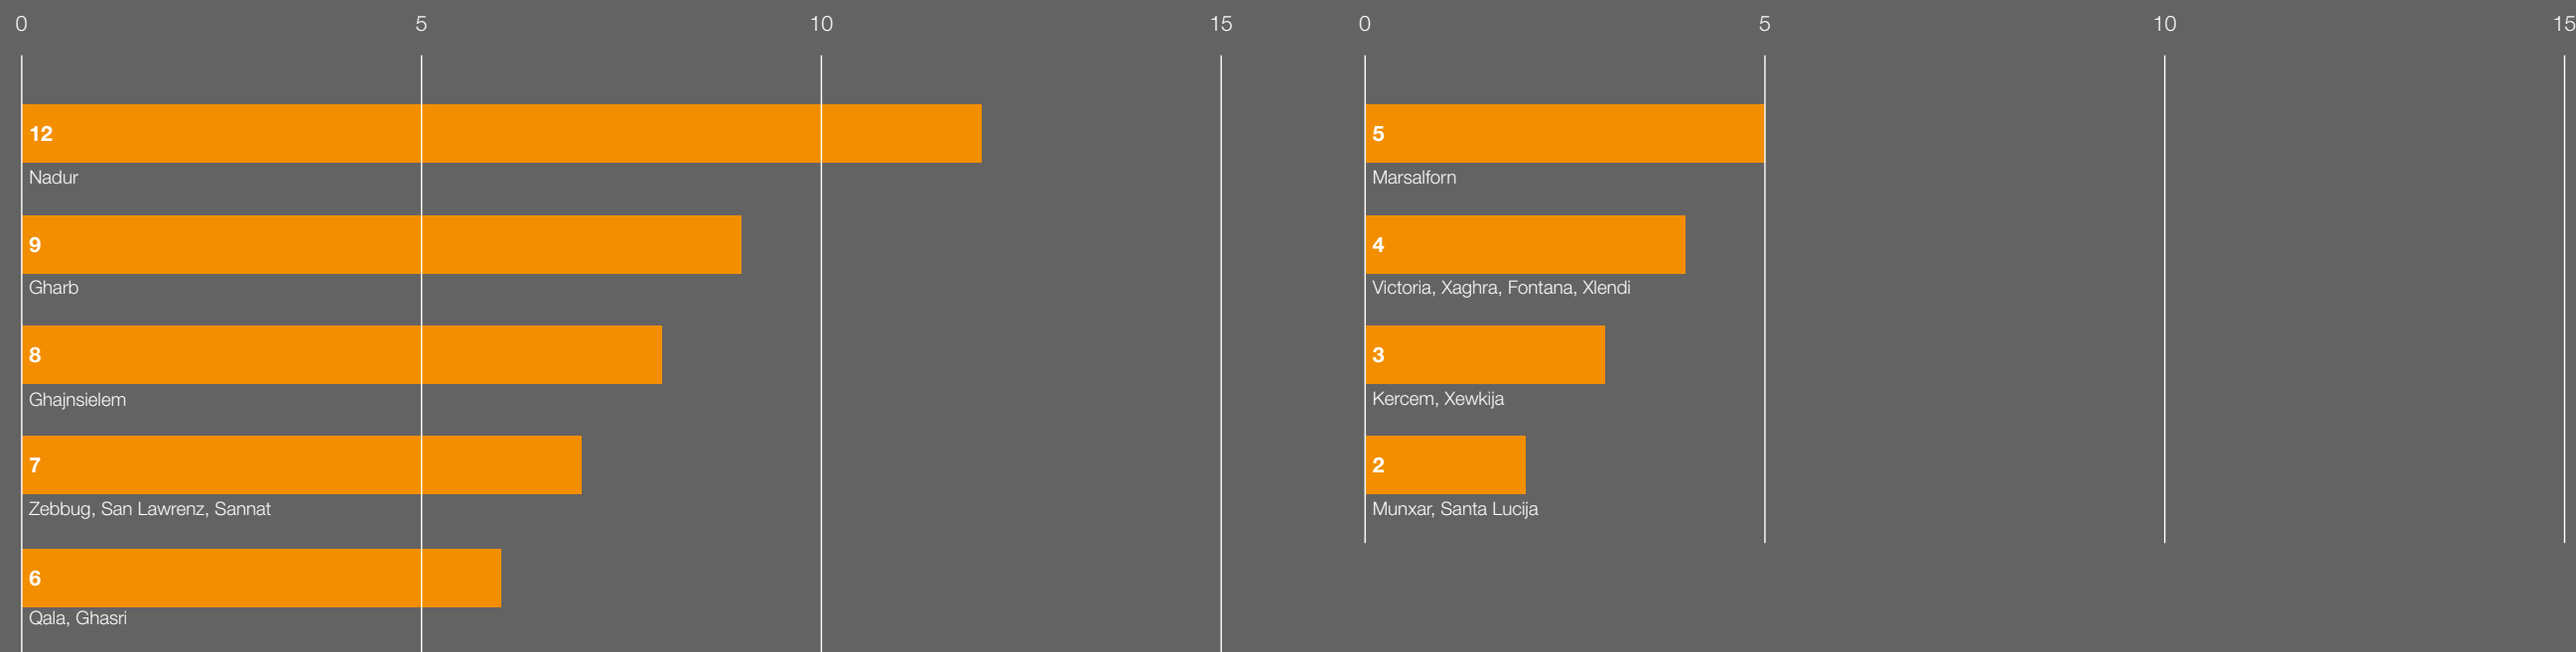 0 5 10 15
12
Nadur
9
Gharb
8
Ghajnsielem
7
Zebbug, San Lawrenz, Sannat
6
Qala, Ghasri
0 5 10 15
5
Marsalforn
4
Victoria, Xaghra, Fontana, Xlendi
3
Kercem, Xewkija
2
Munxar, Santa Lucija